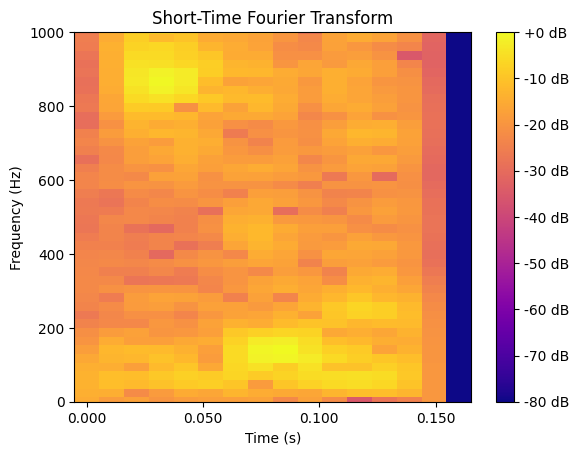 Short-Time Fourier Transform
1000
800
600
400
200
0
Frequency (Hz)
0.000
0.050
0.100
0.150
Time (s)
+0 dB
-10 dB
-20 dB
-30 dB
-40 dB
-50 dB
-60 dB
-70 dB
-80 dB